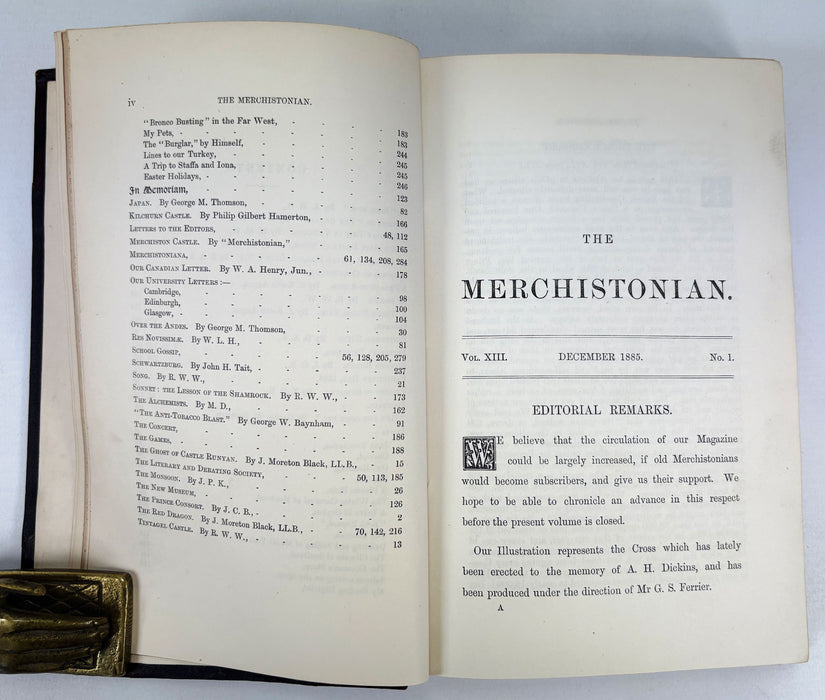 iv THE MERCHISTONIAN.
"Bronco Busting" in the Far West, - 183
My Pets, - 183
The "Burglar," by Himself, - 244
Lines to our Turkey, - 245
A Trip to Staffa and Iona, - 245
Easter Holidays, - 246
In Memoriam, - 123
JAPAN. By George M. Thomson, - 82
KILCHURN CASTLE. By Philip Gilbert Hamerton, - 166
LETTERS TO THE EDITORS, - 48, 112
MERCHISTON CASTLE. By "Merchistonian," - 165
MERCHISTONIANA, - 61, 134, 208, 284
OUR CANADIAN LETTER. By W. A. Henry, Jun., - 178
OUR UNIVERSITY LETTERS:—
Cambridge, - 98
Edinburgh, - 100
Glasgow, - 104
OVER THE ANDES. By George M. Thomson, - 30
RES NOVISSIMÆ. By W. L. H., - 81
SCHOOL GOSSIP, - 56, 128, 205, 279
SCHWARTZBURG. By John H. Tait, - 237
SONG. By R. W. W., - 21
SONNET: THE LESSON OF THE SHAMROCK. By R. W. W., - 173
THE ALCHEMISTS. By M. D., - 162
"THE ANTI-TOBACCO BLAST." By George W. Baynham, - 91
THE CONCERT, - 186
THE GAMES, - 188
THE GHOST OF CASTLE RUNYAN. By J. Moreton Black, LL.B., - 15
THE LITERARY AND DEBATING SOCIETY, - 50, 113, 185
THE MONSOON. By J. P. K., - 26
THE NEW MUSEUM, - 126
THE PRINCE CONSORT. By J. C. B., - 2
THE RED DRAGON. By J. Moreton Black, LL.B., - 70, 142, 216
TINTAGEL CASTLE. By R. W. W., - 13
THE
MERCHISTONIAN.
VOL. XIII. DECEMBER 1885. No. 1.
EDITORIAL REMARKS.
WE believe that the circulation of our Magazine
could be largely increased, if old Merchistonians
would become subscribers, and give us their support. We
hope to be able to chronicle an advance in this respect
before the present volume is closed.
Our Illustration represents the Cross which has lately
been erected to the memory of A. H. Dickins, and has
been produced under the direction of Mr G. S. Ferrier.
A